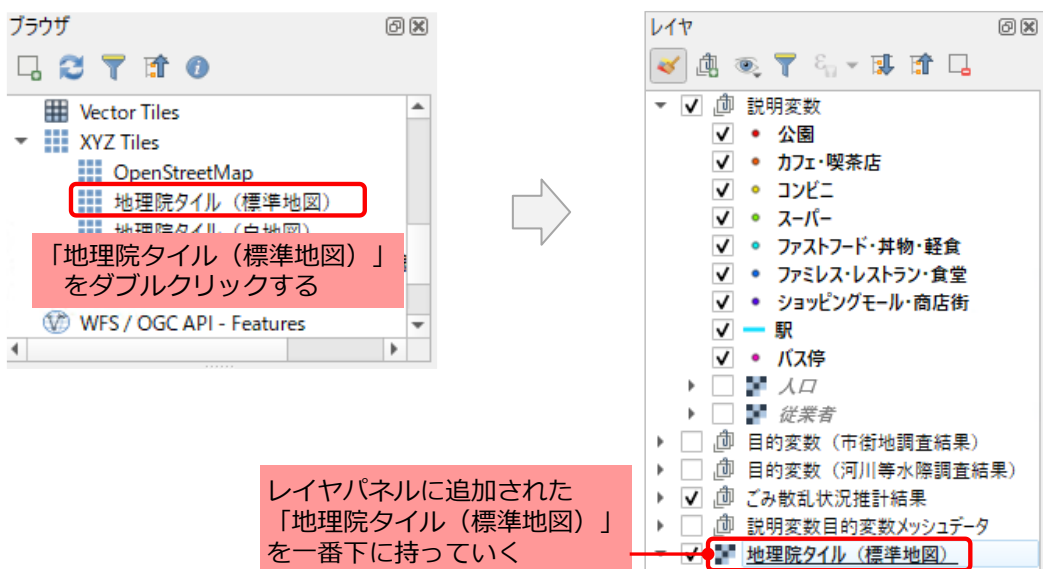 ブラウザ
Vector Tiles
XYZ Tiles
OpenStreetMap
地理院タイル（標準地図）
「地理院タイル（標準地図）」
をダブルクリックする
WFS / OGC API - Features
レイヤ
説明変数
公園
カフェ・喫茶店
コンビニ
スーパー
ファストフード・丼物・軽食
ファミレス・レストラン・食堂
ショッピングモール・商店街
駅
バス停
人口
従業者
目的変数（市街地調査結果）
目的変数（河川等水際調査結果）
ごみ散乱状況推計結果
説明変数目的変数メッシュデータ
地理院タイル（標準地図）
レイヤパネルに追加された
「地理院タイル（標準地図）」
を一番下に持っていく